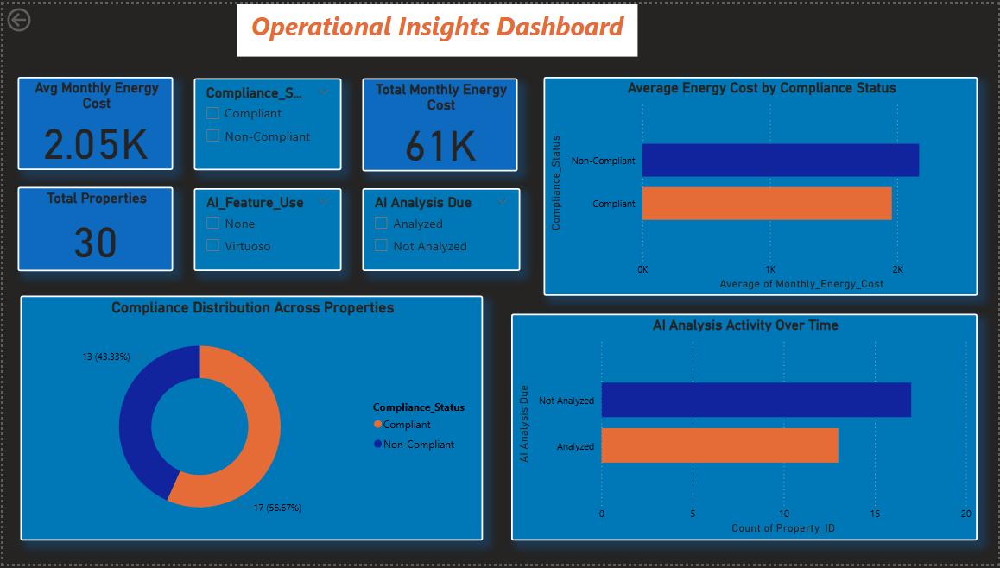 Operational Insights Dashboard
Avg Monthly Energy
Cost
2.05K
Compliance_S...
Compliant
Non-Compliant
Total Monthly Energy
Cost
61K
Total Properties
30
AI_Feature_Use
None
Virtuoso
AI Analysis Due
Analyzed
Not Analyzed
Average Energy Cost by Compliance Status
Compliance_Status
Non-Compliant
Compliant
0K 1K 2K
Average of Monthly_Energy_Cost
Compliance Distribution Across Properties
13 (43.33%)
17 (56.67%)
Compliance_Status
Compliant
Non-Compliant
AI Analysis Activity Over Time
AI Analysis Due
Not Analyzed
Analyzed
0 5 10 15 20
Count of Property_ID